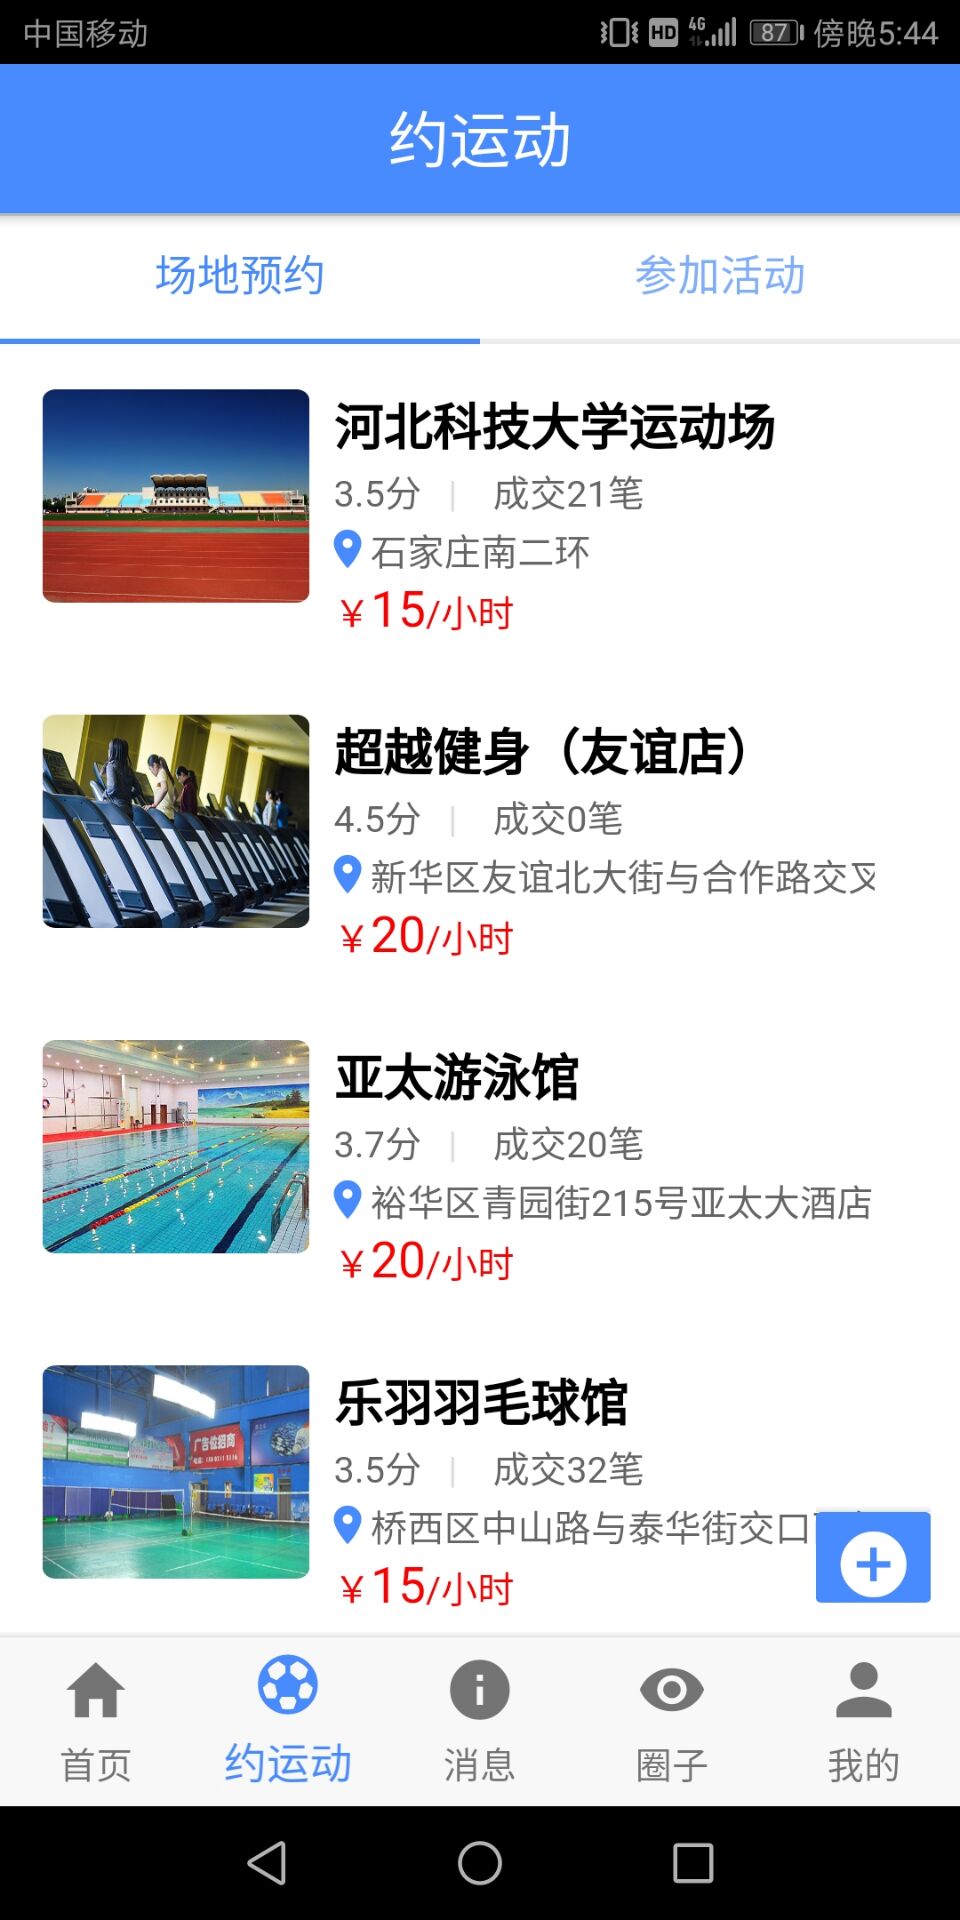 中国移动 HD 4G 87 傍晚5:44
约运动
场地预约 参加活动
河北科技大学运动场
3.5分 | 成交21笔
石家庄南二环
¥15/小时
超越健身（友谊店）
4.5分 | 成交0笔
新华区友谊北大街与合作路交叉
¥20/小时
亚太游泳馆
3.7分 | 成交20笔
裕华区青园街215号亚太大酒店
¥20/小时
广告位招商
乐羽羽毛球馆
3.5分 | 成交32笔
桥西区中山路与泰华街交口
¥15/小时
首页 约运动 消息 圈子 我的